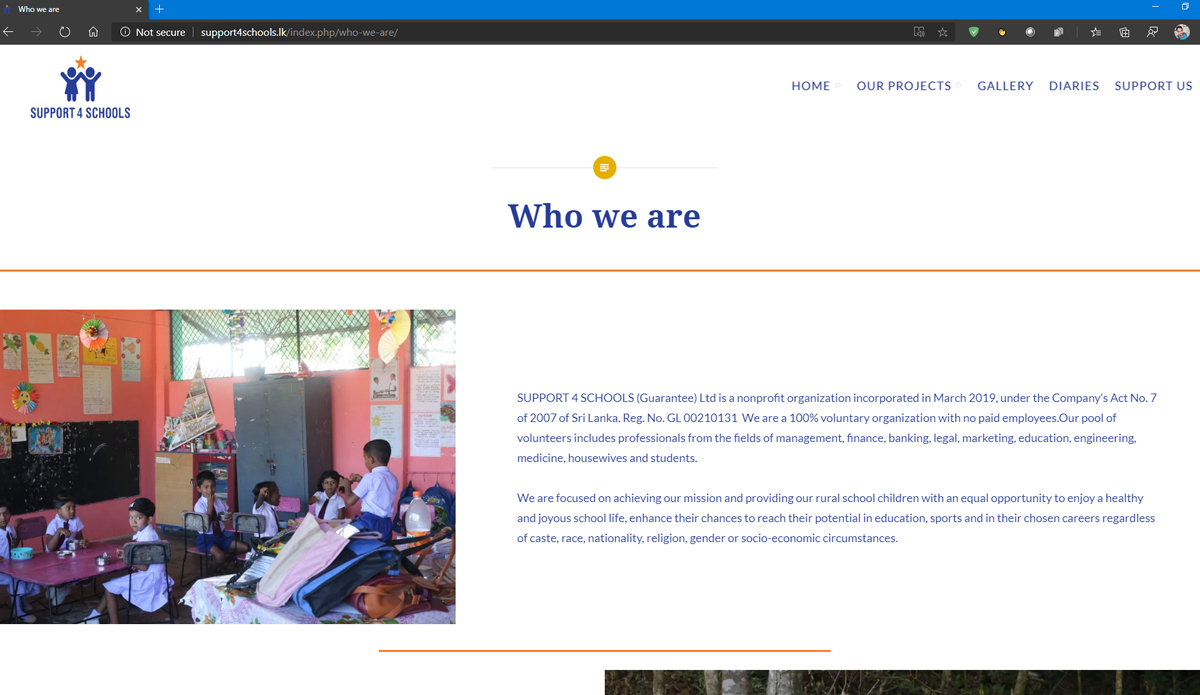 Who we are
Not secure
support4schools.lk/index.php/who-we-are/
SUPPORT 4 SCHOOLS
HOME
OUR PROJECTS
GALLERY
DIARIES
SUPPORT US
Who we are
SUPPORT 4 SCHOOLS (Guarantee) Ltd is a nonprofit organization incorporated in March 2019, under the Company's Act No. 7
of 2007 of Sri Lanka. Reg. No. GL 00210131 We are a 100% voluntary organization with no paid employees.Our pool of
volunteers includes professionals from the fields of management, finance, banking, legal, marketing, education, engineering,
medicine, housewives and students.
We are focused on achieving our mission and providing our rural school children with an equal opportunity to enjoy a healthy
and joyous school life, enhance their chances to reach their potential in education, sports and in their chosen careers regardless
of caste, race, nationality, religion, gender or socio-economic circumstances.